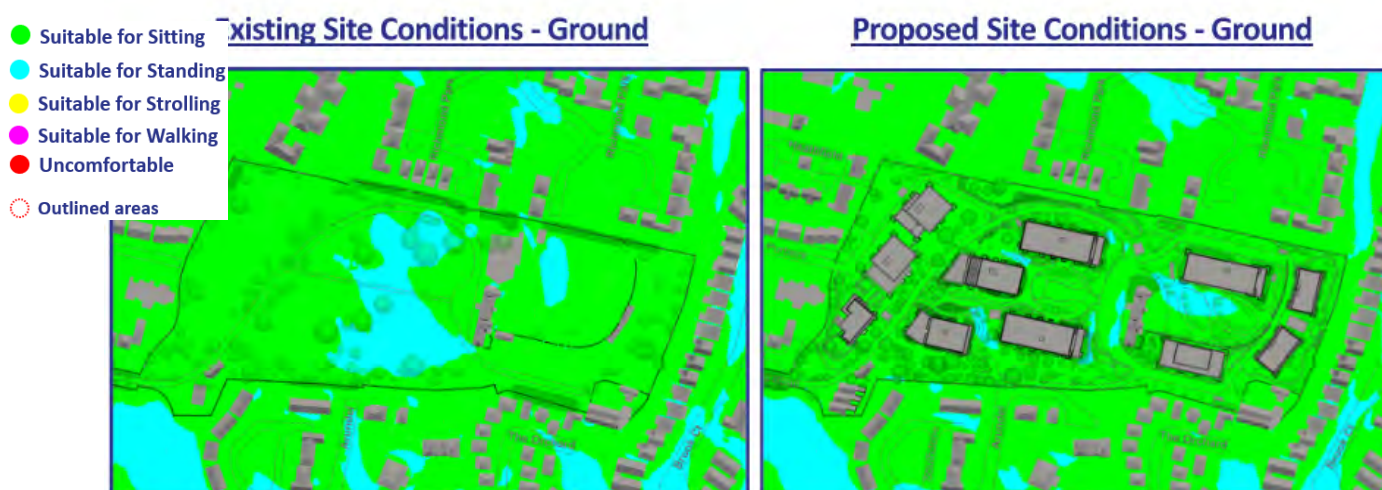 Existing Site Conditions - Ground
Proposed Site Conditions - Ground
Suitable for Sitting
Suitable for Standing
Suitable for Strolling
Suitable for Walking
Uncomfortable
Outlined areas